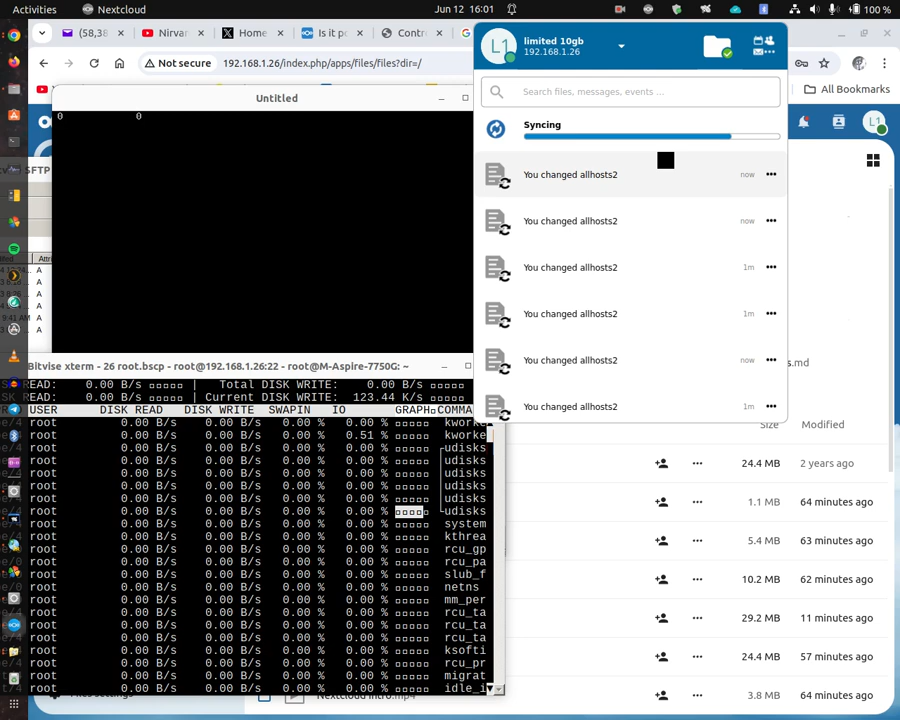 Activities Nextcloud Jun 12 16:01 100 %
(58,38 Nirvan Home Is it p Contr
Not secure 192.168.1.26/index.php/apps/files/files?dir=/
All Bookmarks
L1 limited 10gb
192.168.1.26
Search files, messages, events ...
Syncing
You changed allhosts2 now
You changed allhosts2 now
You changed allhosts2 1m
You changed allhosts2 1m
You changed allhosts2 now
You changed allhosts2 1m
L1
Untitled
0 0
SFTP
Attri
A
A
A
A
9:41 AM A
s.md
Size Modified
24.4 MB 2 years ago
1.1 MB 64 minutes ago
5.4 MB 63 minutes ago
10.2 MB 62 minutes ago
29.2 MB 11 minutes ago
24.4 MB 57 minutes ago
3.8 MB 64 minutes ago
Bitvise xterm - 26 root.bscp - root@192.168.1.26:22 - root@M-Aspire-7750G: ~
READ: 0.00 B/s | Total DISK WRITE: 0.00 B/s
READ: 0.00 B/s | Current DISK WRITE: 123.44 K/s
USER DISK READ DISK WRITE SWAPIN IO GRAPH COMMA
root 0.00 B/s 0.00 B/s 0.00 % 0.00 % kworke
root 0.00 B/s 0.00 B/s 0.00 % 0.51 % kworke
root 0.00 B/s 0.00 B/s 0.00 % 0.00 % udisks
root 0.00 B/s 0.00 B/s 0.00 % 0.00 % udisks
root 0.00 B/s 0.00 B/s 0.00 % 0.00 % udisks
root 0.00 B/s 0.00 B/s 0.00 % 0.00 % udisks
root 0.00 B/s 0.00 B/s 0.00 % 0.00 % udisks
root 0.00 B/s 0.00 B/s 0.00 % 0.00 % udisks
root 0.00 B/s 0.00 B/s 0.00 % 0.00 % system
root 0.00 B/s 0.00 B/s 0.00 % 0.00 % kthrea
root 0.00 B/s 0.00 B/s 0.00 % 0.00 % rcu_gp
root 0.00 B/s 0.00 B/s 0.00 % 0.00 % rcu_pa
root 0.00 B/s 0.00 B/s 0.00 % 0.00 % slub_f
root 0.00 B/s 0.00 B/s 0.00 % 0.00 % netns
root 0.00 B/s 0.00 B/s 0.00 % 0.00 % mm_per
root 0.00 B/s 0.00 B/s 0.00 % 0.00 % rcu_ta
root 0.00 B/s 0.00 B/s 0.00 % 0.00 % rcu_ta
root 0.00 B/s 0.00 B/s 0.00 % 0.00 % rcu_ta
root 0.00 B/s 0.00 B/s 0.00 % 0.00 % ksofti
root 0.00 B/s 0.00 B/s 0.00 % 0.00 % rcu_pr
root 0.00 B/s 0.00 B/s 0.00 % 0.00 % migrat
root 0.00 B/s 0.00 B/s 0.00 % 0.00 % idle_i
Files settings
Nextcloud intro.mp4